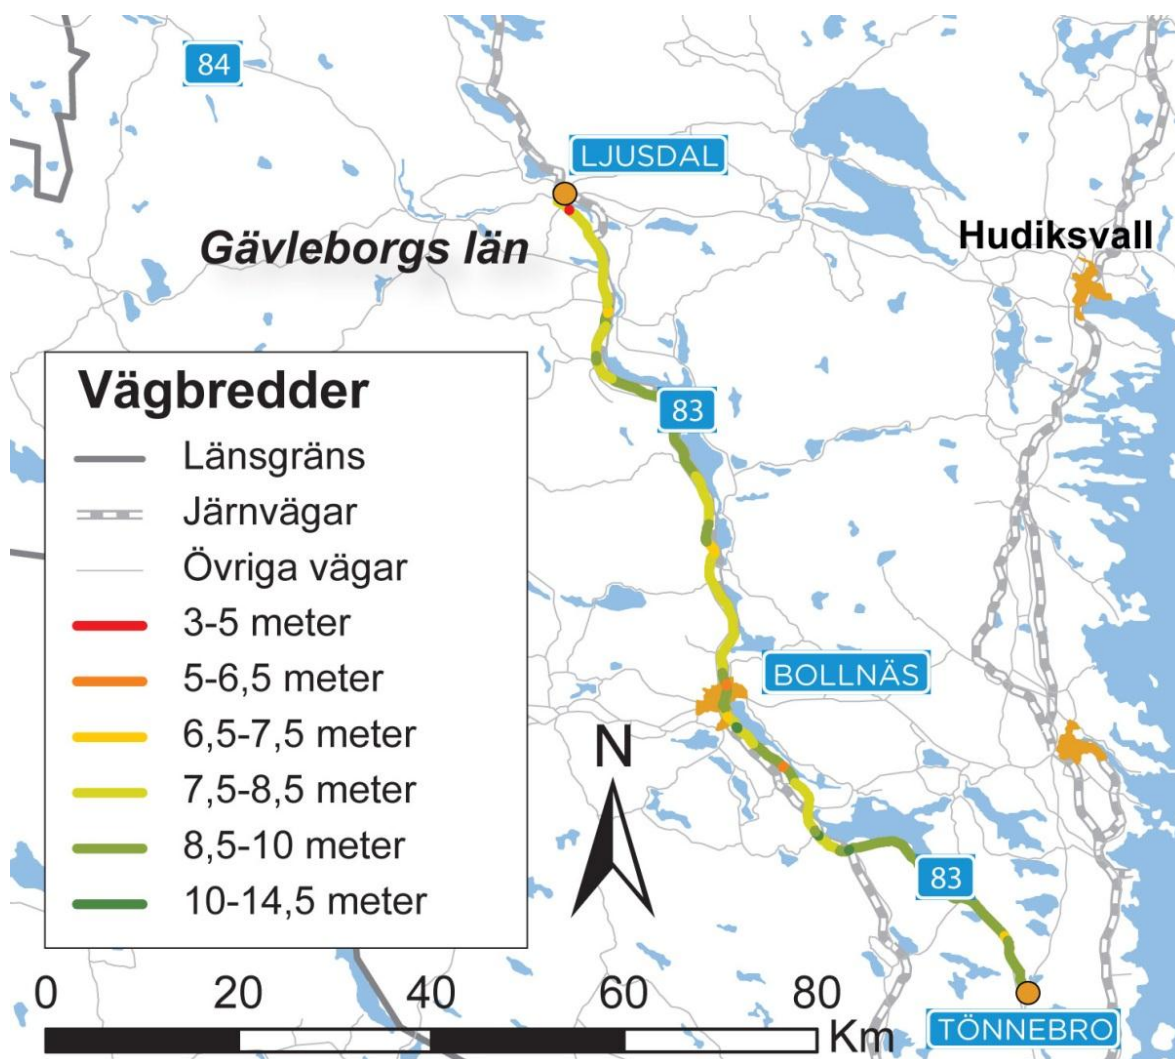 84
LJUSDAL
Gävleborgs län
Hudiksvall
Vägbredder
Länsgräns
Järnvägar
Övriga vägar
3-5 meter
5-6,5 meter
6,5-7,5 meter
7,5-8,5 meter
8,5-10 meter
10-14,5 meter
83
BOLLNÄS
N
83
0 20 40 60 80
Km
TÖNNEBRO